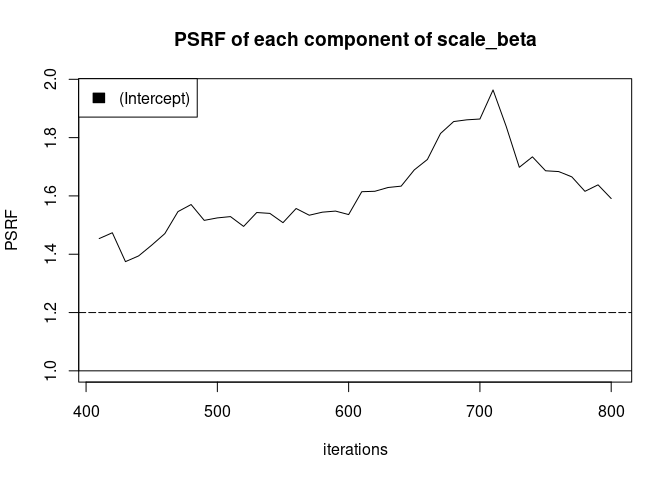 PSRF of each component of scale_beta
(Intercept)
PSRF
2.0
1.8
1.6
1.4
1.2
1.0
400 500 600 700 800
iterations